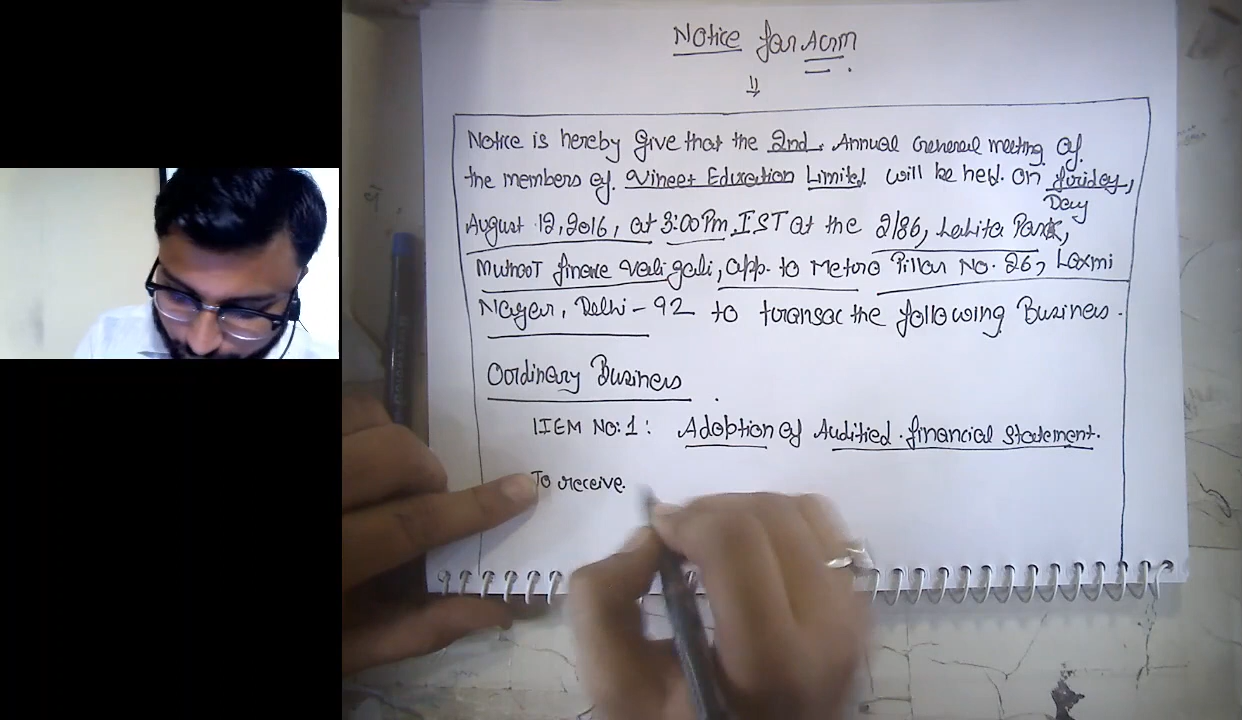 Notice for AGM.
Notice is hereby give that the 2nd. Annual General meeting of
the members of. Vineet Education Limited. will be held. on friday,
Day
August 12, 2016, at 3:00 Pm IST at the 2/86, Lalita Park,
Muthoot finance vali gali, opp. to Metro Pillar No. 26, Laxmi
Nagar, Delhi - 92 to transac the following Business.
Oordinary Business
ITEM No: 1: Adoption of Auditied. financial statement.
To receive.